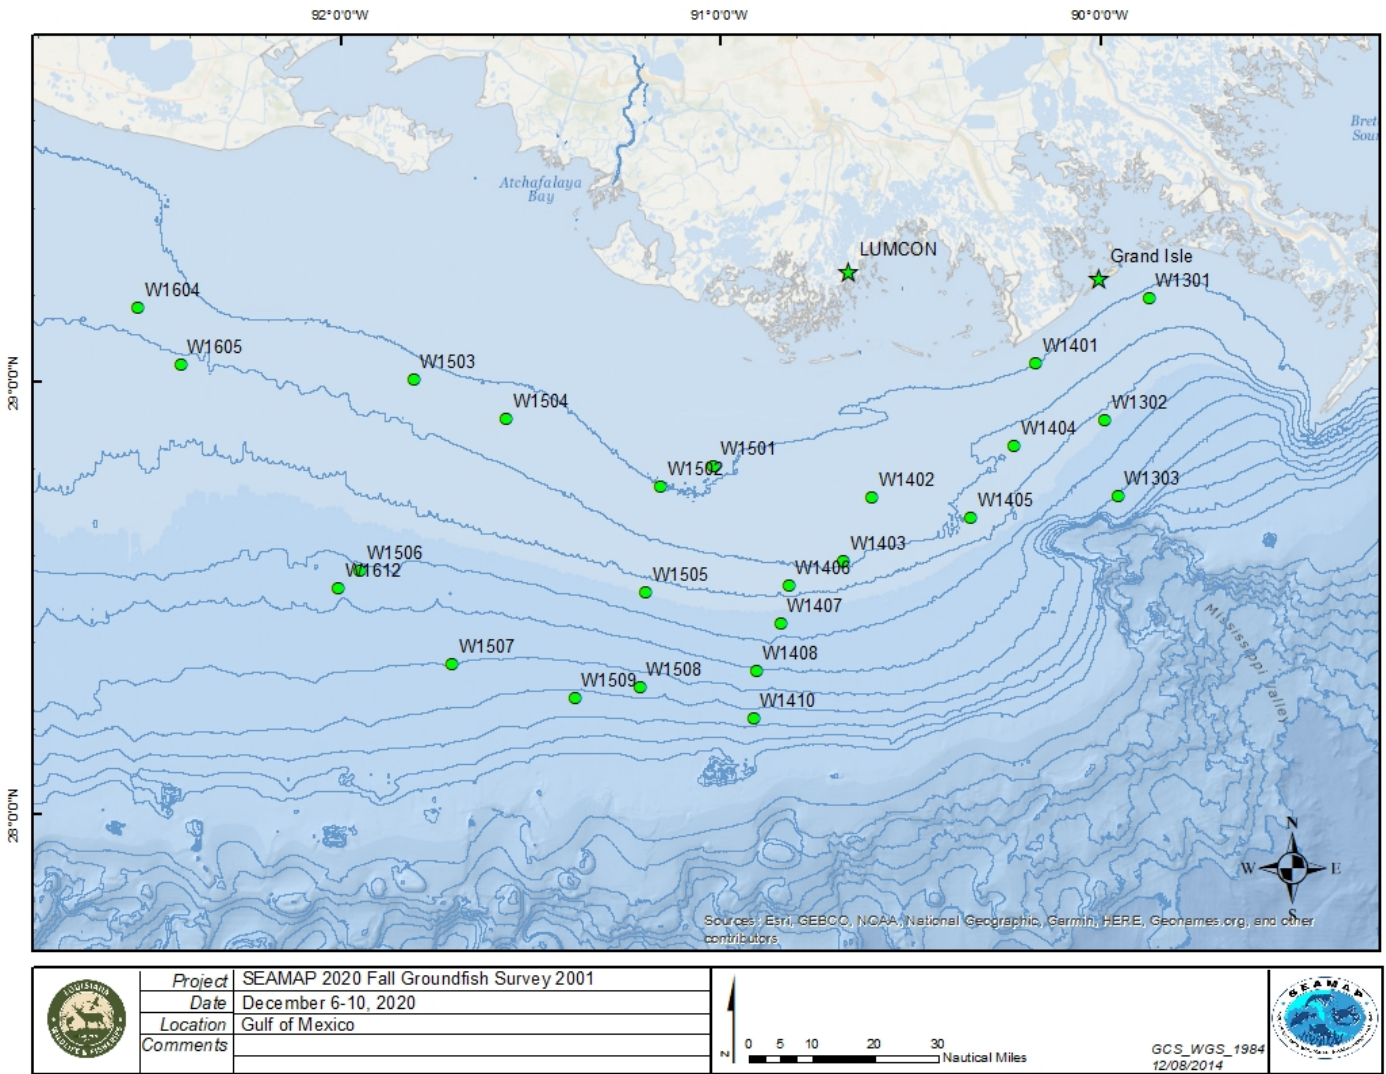 92°0'0"W
91°0'0"W
90°0'0"W
29°0'0"N
28°0'0"N
Atchafalaya
Bay
LUMCON
Grand Isle
W1301
W1604
W1605
W1503
W1401
W1504
W1302
W1404
W1501
W1502
W1402
W1303
W1405
W1403
W1506
W1612
W1505
W1406
W1407
W1507
W1408
W1508
W1509
W1410
Mississippi Valley
N
W E
S
Sources: Esri, GEBCO, NOAA, National Geographic, Garmin, HERE, Geonames.org, and other
contributors
LOUISIANA
WILDLIFE & FISHERIES
Project SEAMAP 2020 Fall Groundfish Survey 2001
Date December 6-10, 2020
Location Gulf of Mexico
Comments
N
0 5 10 20 30
Nautical Miles
GCS_WGS_1984
12/08/2014
SEAMAP